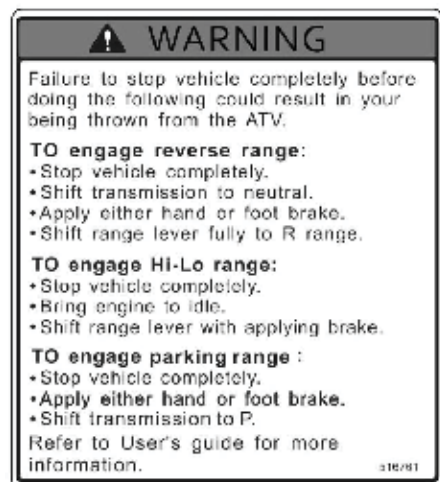 WARNING
Failure to stop vehicle completely before
doing the following could result in your
being thrown from the ATV.
TO engage reverse range:
•Stop vehicle completely.
•Shift transmission to neutral.
•Apply either hand or foot brake.
•Shift range lever fully to R range.
TO engage Hi-Lo range:
•Stop vehicle completely.
•Bring engine to idle.
•Shift range lever with applying brake.
TO engage parking range :
•Stop vehicle completely.
•Apply either hand or foot brake.
•Shift transmission to P.
Refer to User's guide for more
information.